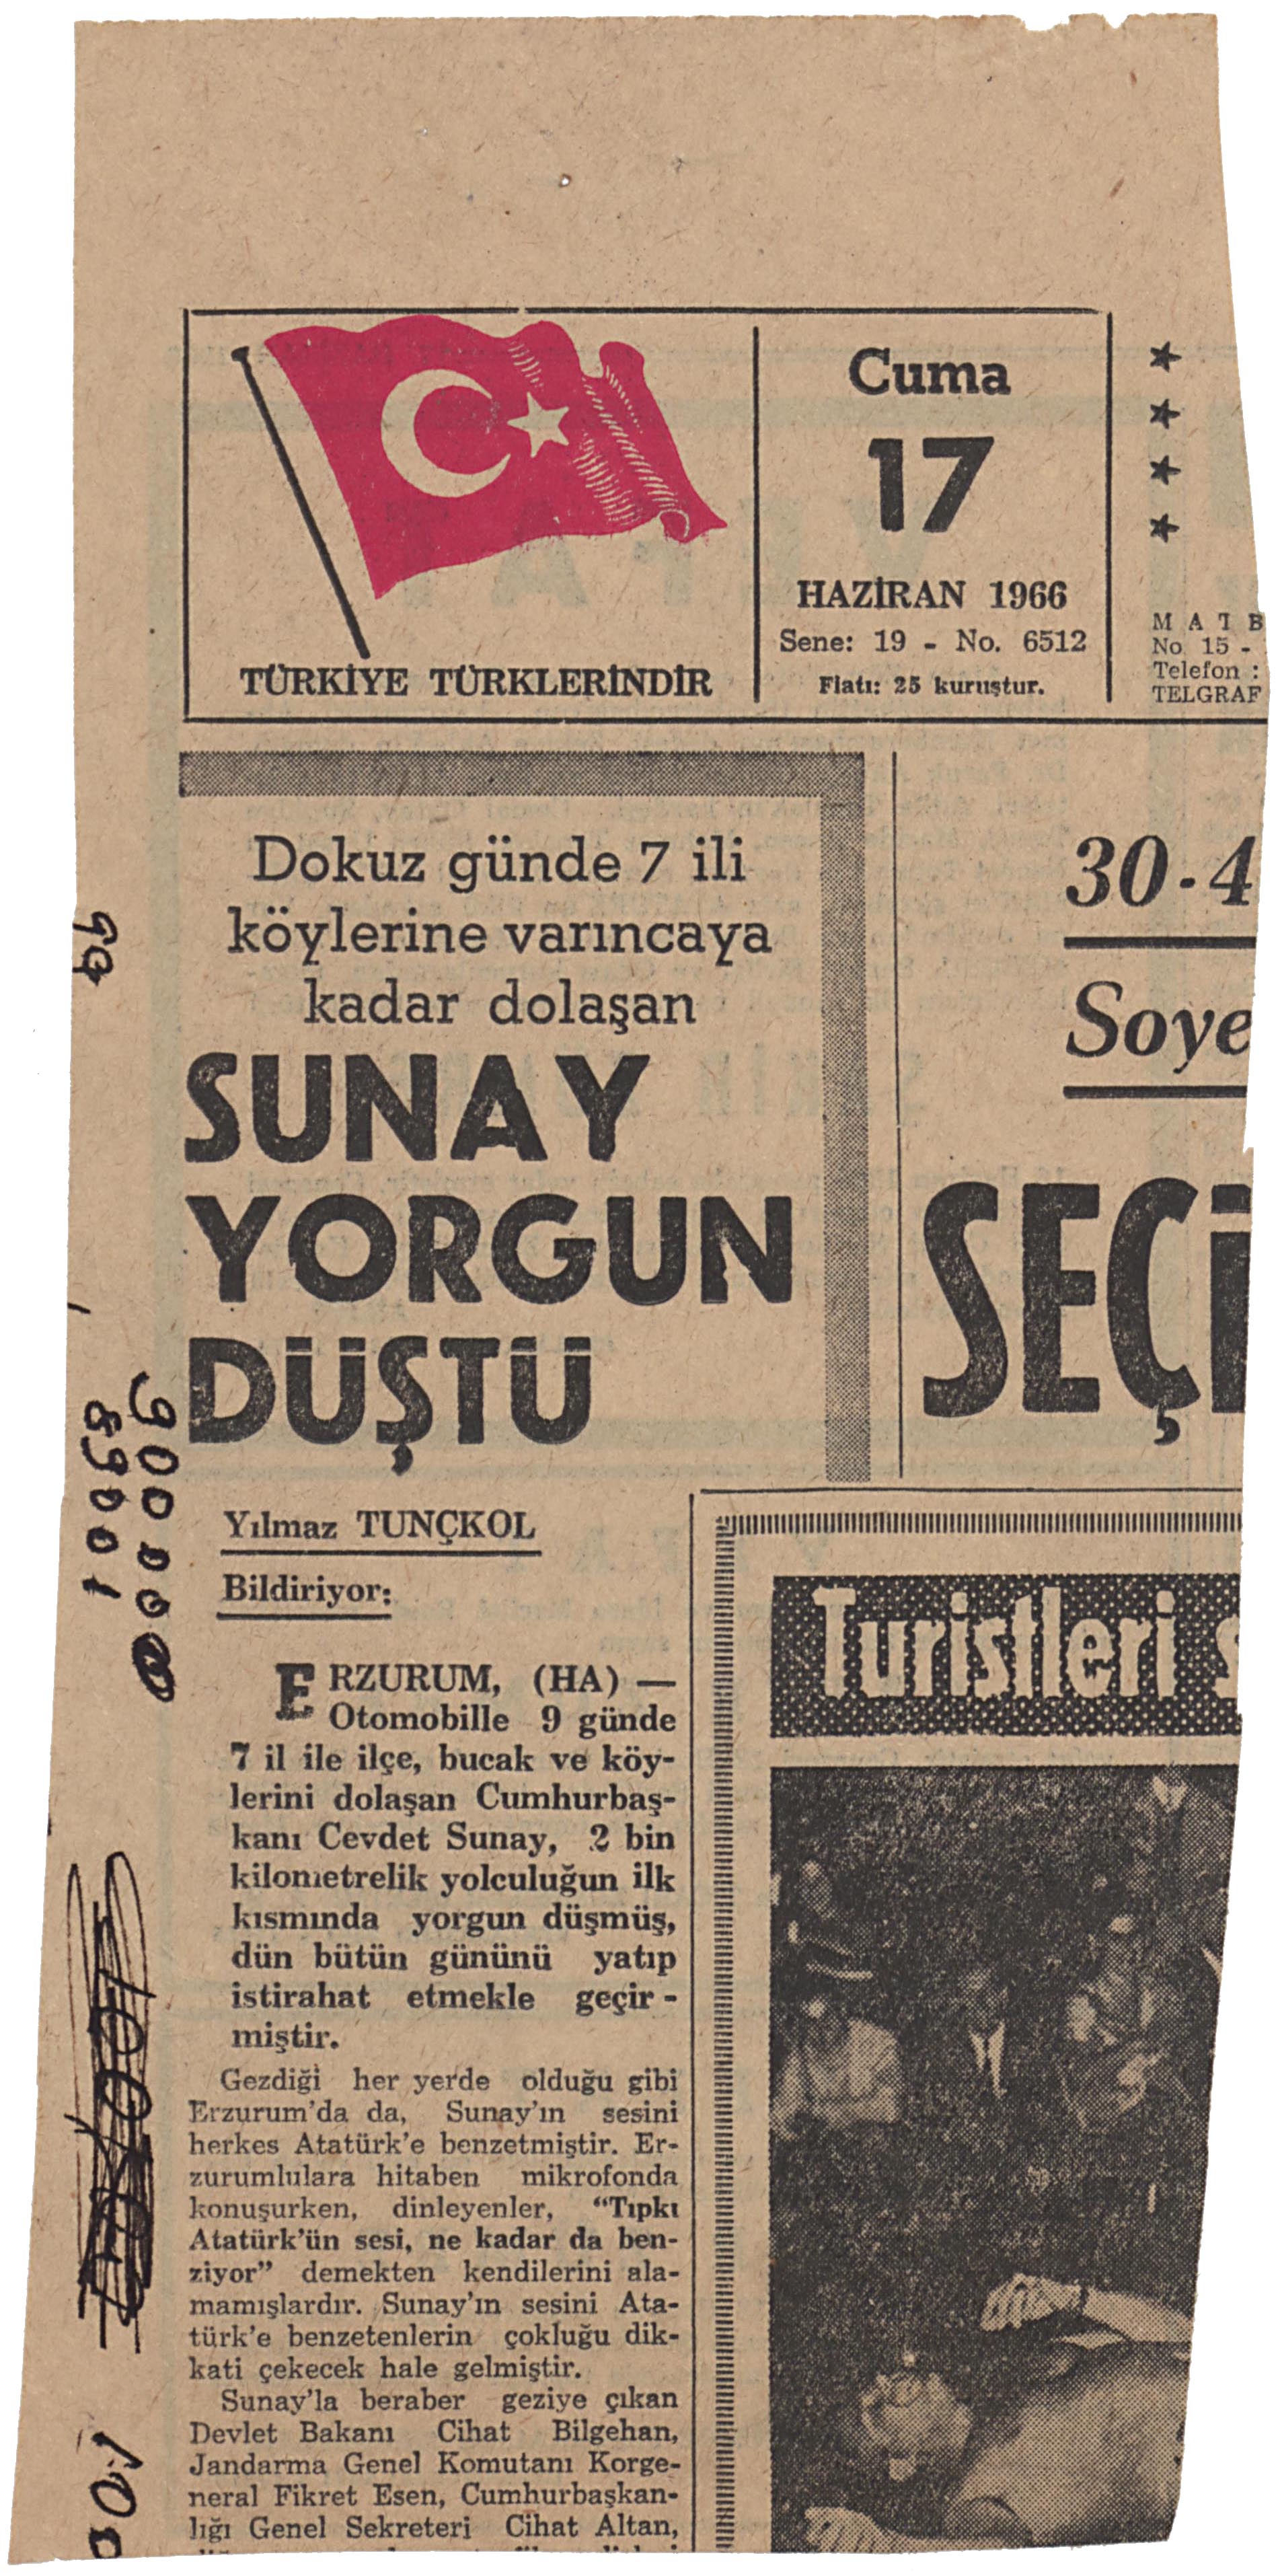 TÜRKİYE TÜRKLERİNDİR
Cuma
17
HAZİRAN 1966
Sene: 19 - No. 6512
Fiatı: 25 kuruştur.
No. 15 -
Telefon :
TELGRAF
Dokuz günde 7 ili
köylerine varıncaya
kadar dolaşan
SUNAY
YORGUN
DÜŞTÜ
Yılmaz TUNÇKOL
Bildiriyor:
ERZURUM, (HA) —
Otomobille 9 günde
7 il ile ilçe, bucak ve köy-
lerini dolaşan Cumhurbaş-
kanı Cevdet Sunay, 2 bin
kilometrelik yolculuğun ilk
kısmında yorgun düşmüş,
dün bütün gününü yatıp
istirahat etmekle geçir -
miştir.
Gezdiği her yerde olduğu gibi
Erzurum'da da, Sunay'ın sesini
herkes Atatürk'e benzetmiştir. Er-
zurumlulara hitaben mikrofonda
konuşurken, dinleyenler, “Tıpkı
Atatürk'ün sesi, ne kadar da ben-
ziyor” demekten kendilerini ala-
mamışlardır. Sunay'ın sesini Ata-
türk'e benzetenlerin çokluğu dik-
kati çekecek hale gelmiştir.
Sunay'la beraber geziye çıkan
Devlet Bakanı Cihat Bilgehan,
Jandarma Genel Komutanı Korge-
neral Fikret Esen, Cumhurbaşkan-
lığı Genel Sekreteri Cihat Altan,
30-4
Soye
SEÇİ
Turistleri